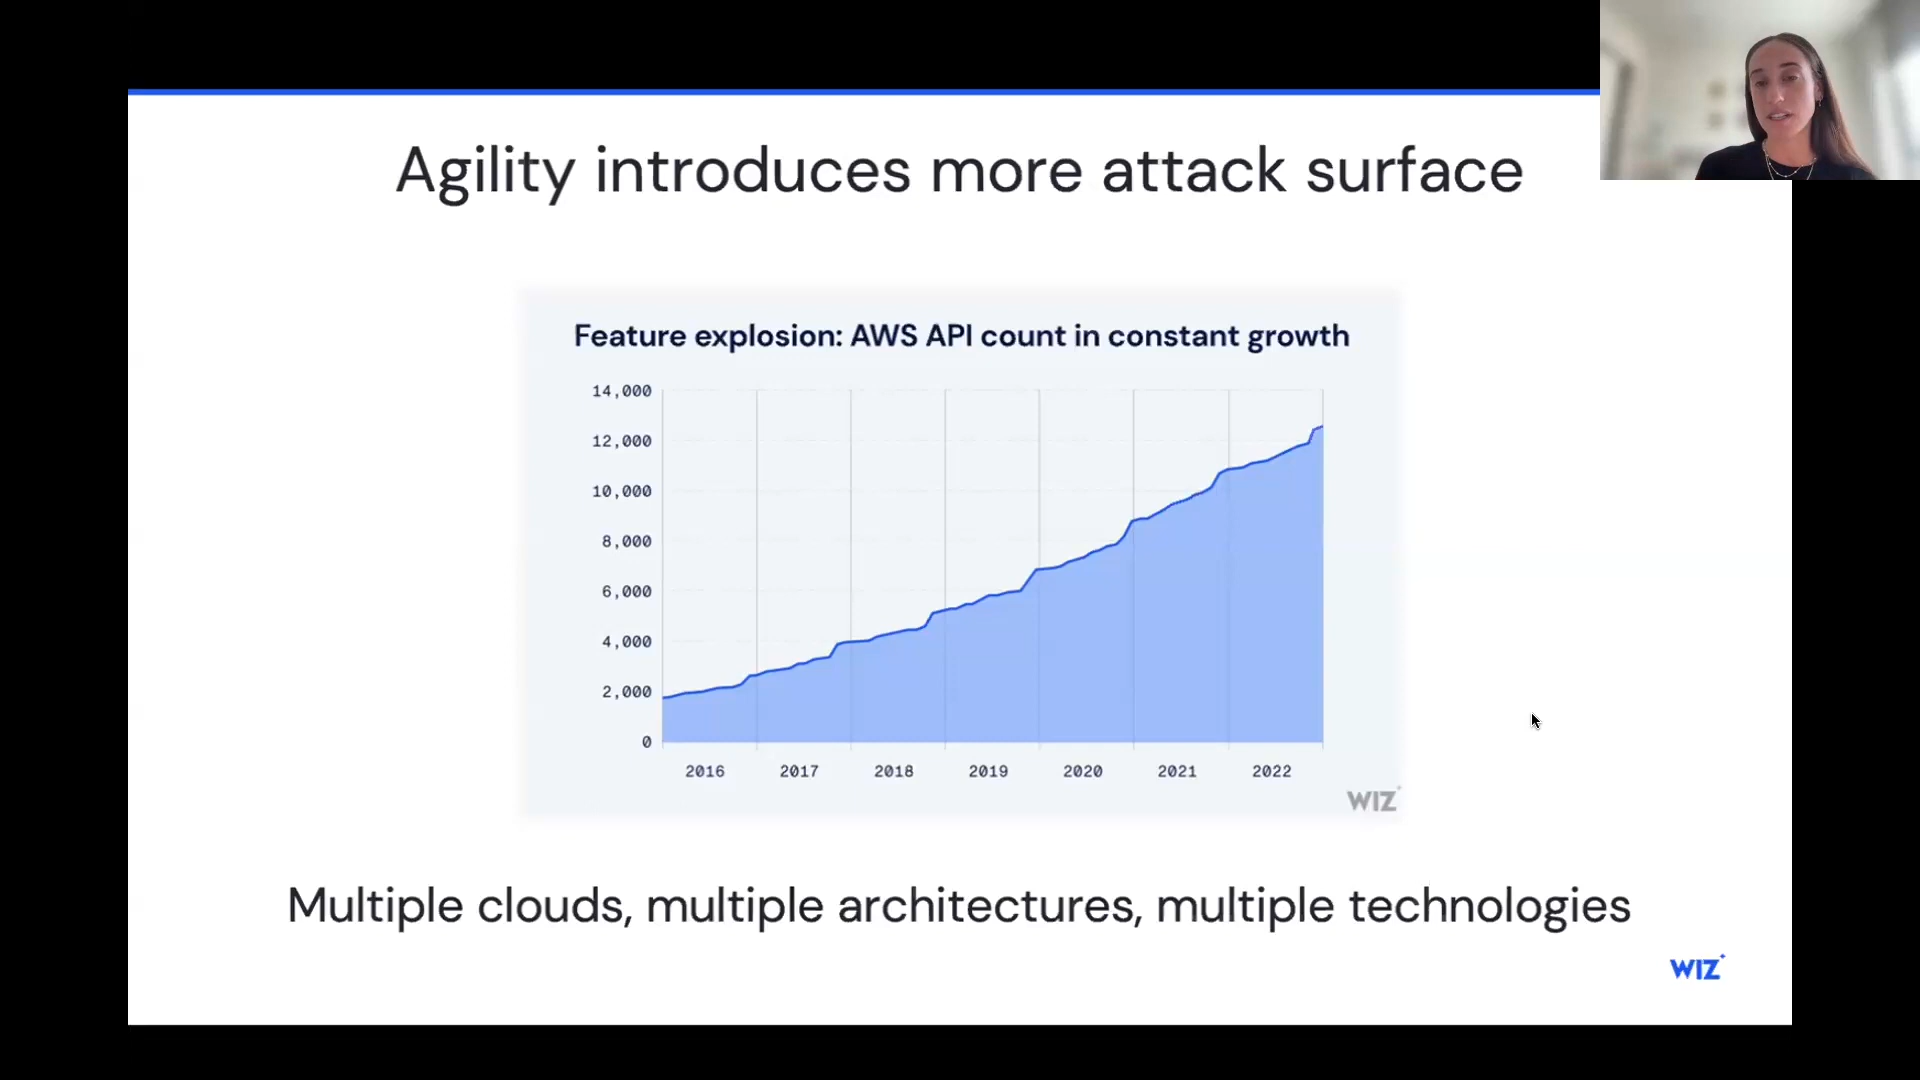 Agility introduces more attack surface
Feature explosion: AWS API count in constant growth
14,000
12,000
10,000
8,000
6,000
4,000
2,000
0
2016 2017 2018 2019 2020 2021 2022
WIZ
Multiple clouds, multiple architectures, multiple technologies
WIZ